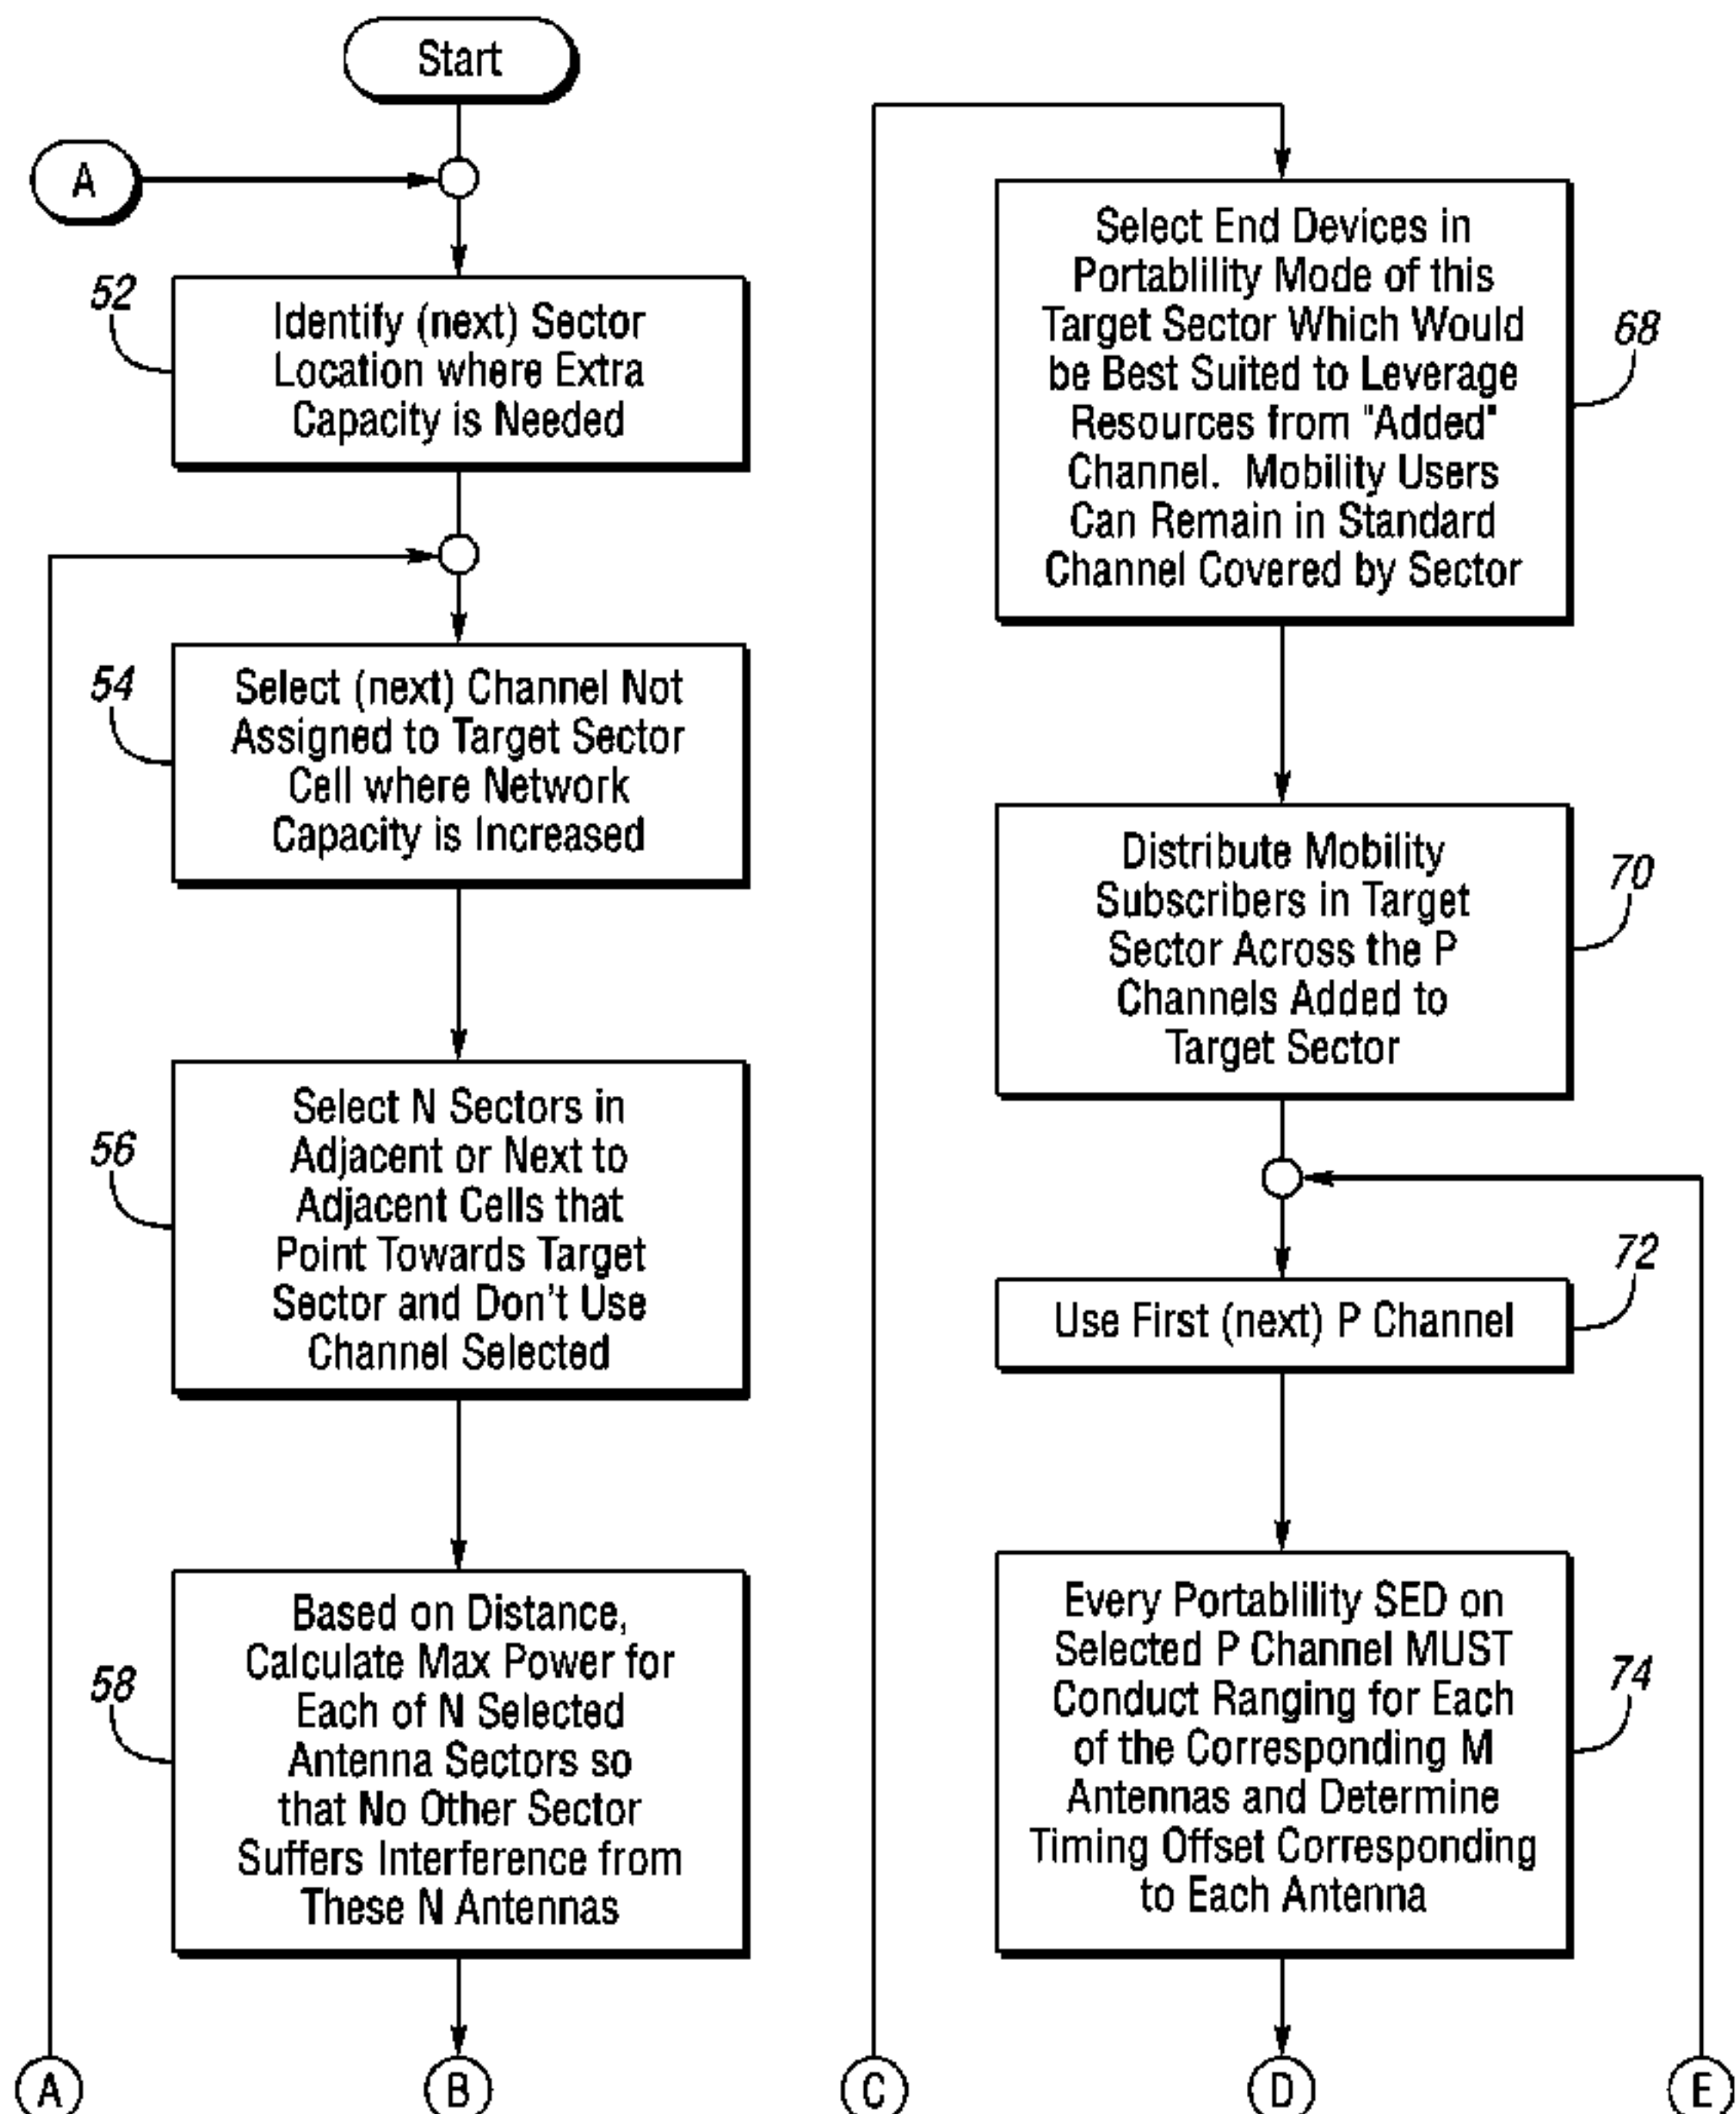 Start
A
52
Identify (next) Sector
Location where Extra
Capacity is Needed
54
Select (next) Channel Not
Assigned to Target Sector
Cell where Network
Capacity is Increased
56
Select N Sectors in
Adjacent or Next to
Adjacent Cells that
Point Towards Target
Sector and Don't Use
Channel Selected
58
Based on Distance,
Calculate Max Power for
Each of N Selected
Antenna Sectors so
that No Other Sector
Suffers Interference from
These N Antennas
A
B
Select End Devices in
Portablility Mode of this
Target Sector Which Would
be Best Suited to Leverage
Resources from "Added"
Channel. Mobility Users
Can Remain in Standard
Channel Covered by Sector
68
Distribute Mobility
Subscribers in Target
Sector Across the P
Channels Added to
Target Sector
70
Use First (next) P Channel
72
Every Portablility SED on
Selected P Channel MUST
Conduct Ranging for Each
of the Corresponding M
Antennas and Determine
Timing Offset Corresponding
to Each Antenna
74
C
D
E